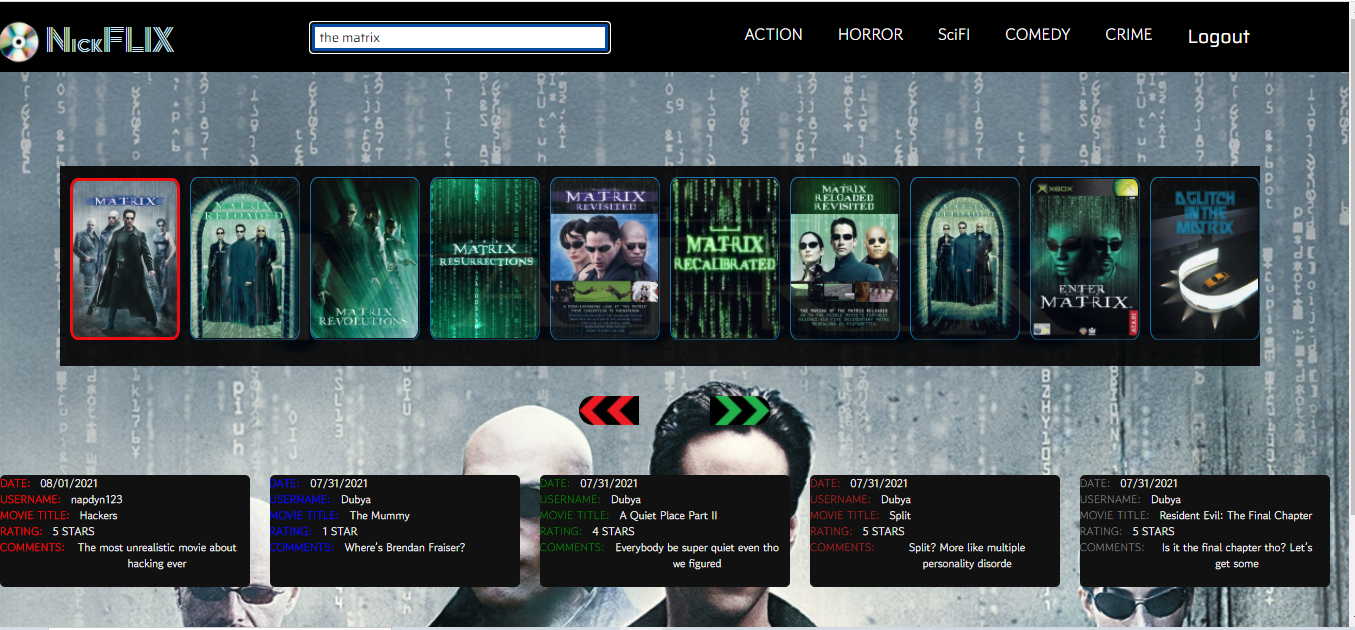 NICKFLIX
the matrix
ACTION HORROR SciFI COMEDY CRIME Logout
MATRIX
MATRIX
RELOADED
MATRIX
REVOLUTIONS
MATRIX
RESURRECTIONS
MATRIX
REVISITED
MATRIX
RECALIBRATED
MATRIX
RELOADED
REVISITED
MATRIX
RELOADED
XBOX
ENTER
MATRIX
ATARI
A GLITCH
IN THE
MATRIX
DATE: 08/01/2021
USERNAME: napdyn123
MOVIE TITLE: Hackers
RATING: 5 STARS
COMMENTS: The most unrealistic movie about
hacking ever
DATE: 07/31/2021
USERNAME: Dubya
MOVIE TITLE: The Mummy
RATING: 1 STAR
COMMENTS: Where's Brendan Fraiser?
DATE: 07/31/2021
USERNAME: Dubya
MOVIE TITLE: A Quiet Place Part II
RATING: 4 STARS
COMMENTS: Everybody be super quiet even tho
we figured
DATE: 07/31/2021
USERNAME: Dubya
MOVIE TITLE: Split
RATING: 5 STARS
COMMENTS: Split? More like multiple
personality disorde
DATE: 07/31/2021
USERNAME: Dubya
MOVIE TITLE: Resident Evil: The Final Chapter
RATING: 5 STARS
COMMENTS: Is it the final chapter tho? Let's
get some